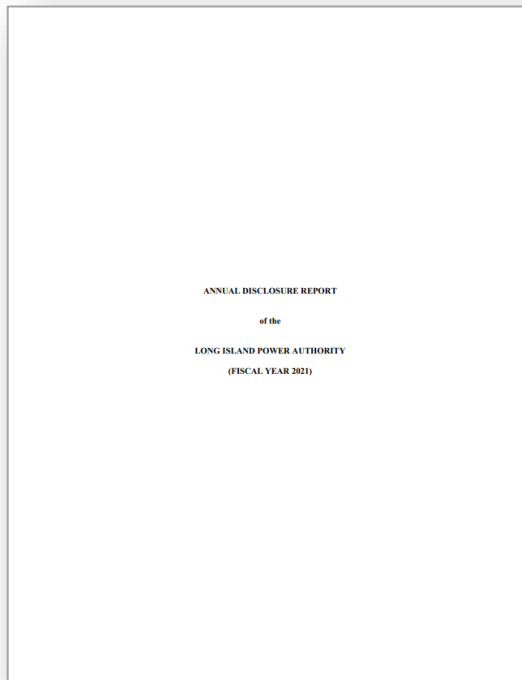 ANNUAL DISCLOSURE REPORT
of the
LONG ISLAND POWER AUTHORITY
(FISCAL YEAR 2021)